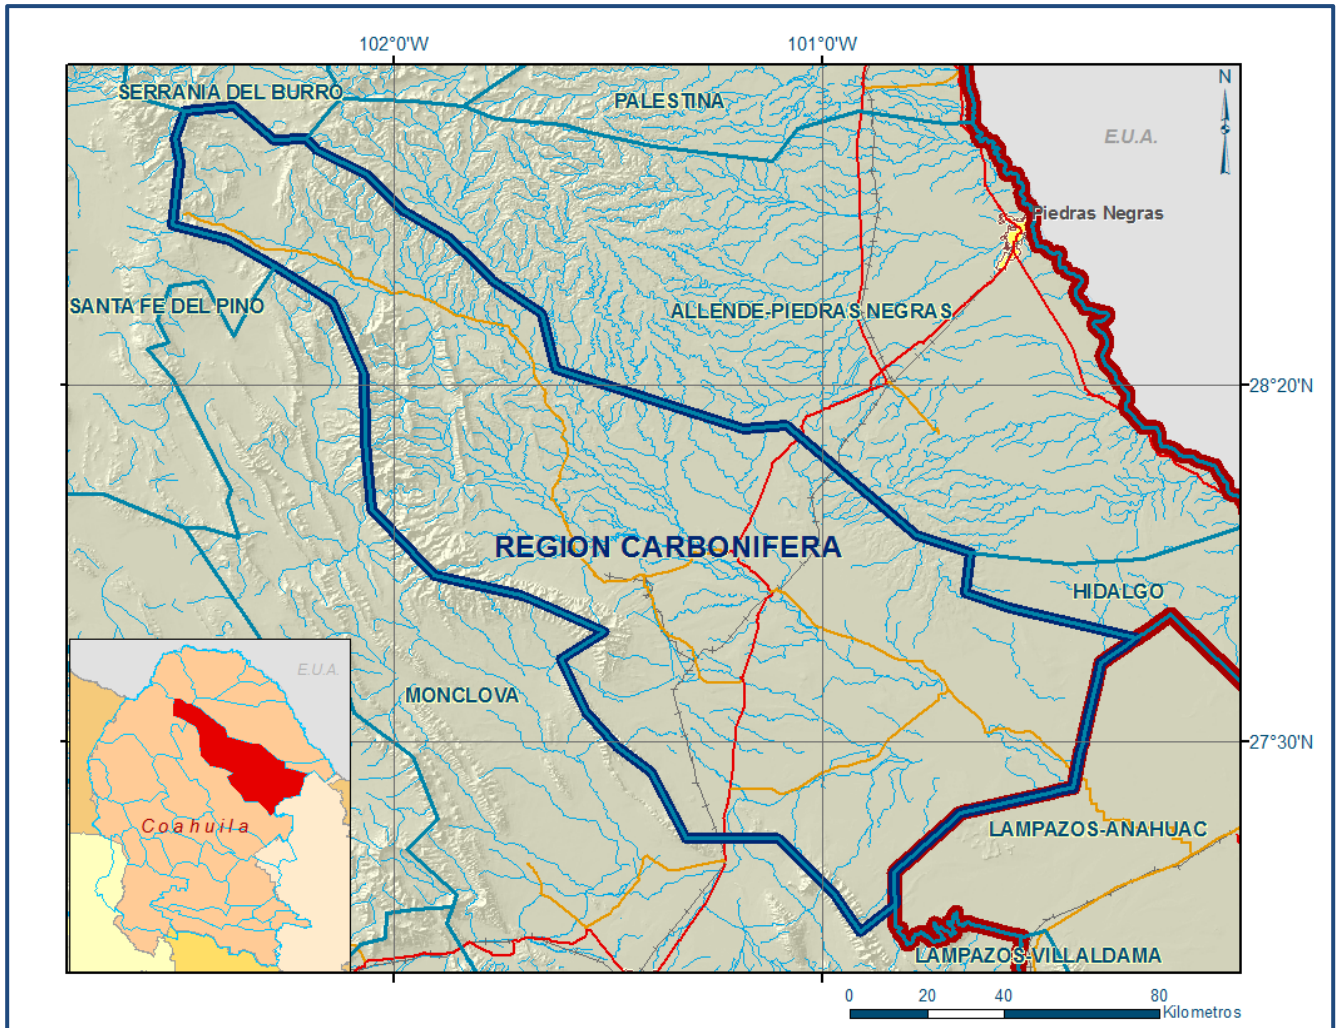 102°0'W
101°0'W
SERRANIA DEL BURRO
PALESTINA
N
E.U.A.
Piedras Negras
SANTA FE DEL PINO
ALLENDE-PIEDRAS NEGRAS
28°20'N
REGION CARBONIFERA
HIDALGO
E.U.A.
MONCLOVA
27°30'N
Coahuila
LAMPAZOS-ANAHUAC
LAMPAZOS-VILLALDAMA
0 20 40 80
Kilometros